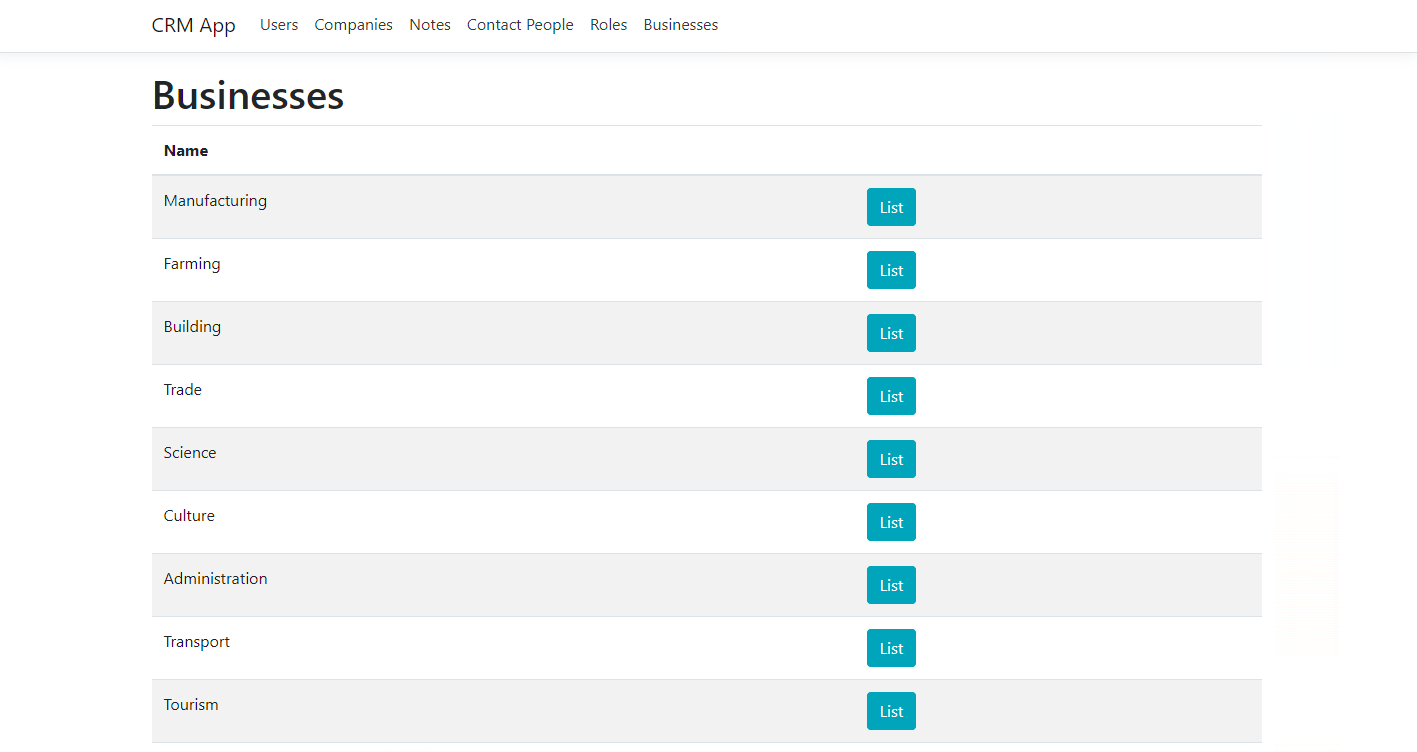 CRM App Users Companies Notes Contact People Roles Businesses
Businesses
Name
Manufacturing List
Farming List
Building List
Trade List
Science List
Culture List
Administration List
Transport List
Tourism List